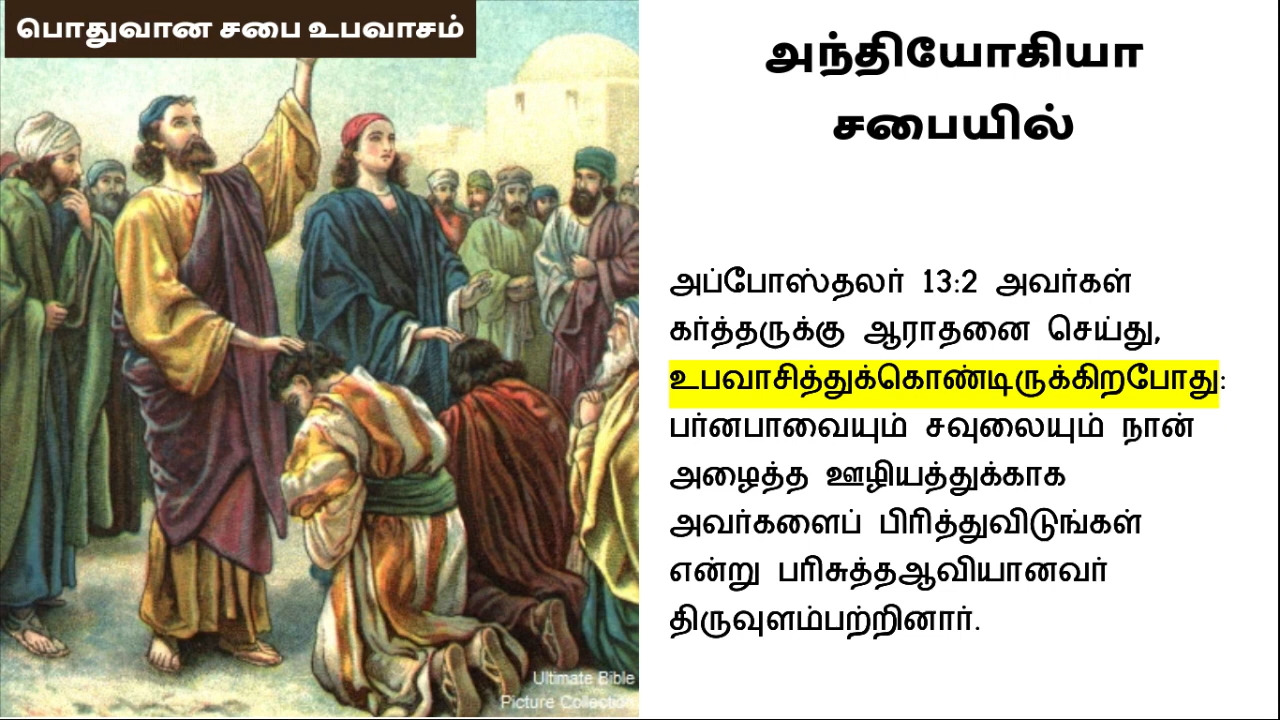 பொதுவான சபை உபவாசம்
அந்தியோகியா
சபையில்
அப்போஸ்தலர் 13:2 அவர்கள்
கர்த்தருக்கு ஆராதனை செய்து,
உபவாசித்துக்கொண்டிருக்கிறபோது:
பர்னபாவையும் சவுலையும் நான்
அழைத்த ஊழியத்துக்காக
அவர்களைப் பிரித்துவிடுங்கள்
என்று பரிசுத்தஆவியானவர்
திருவுளம்பற்றினார்.
Ultimate Bible
Picture Collection